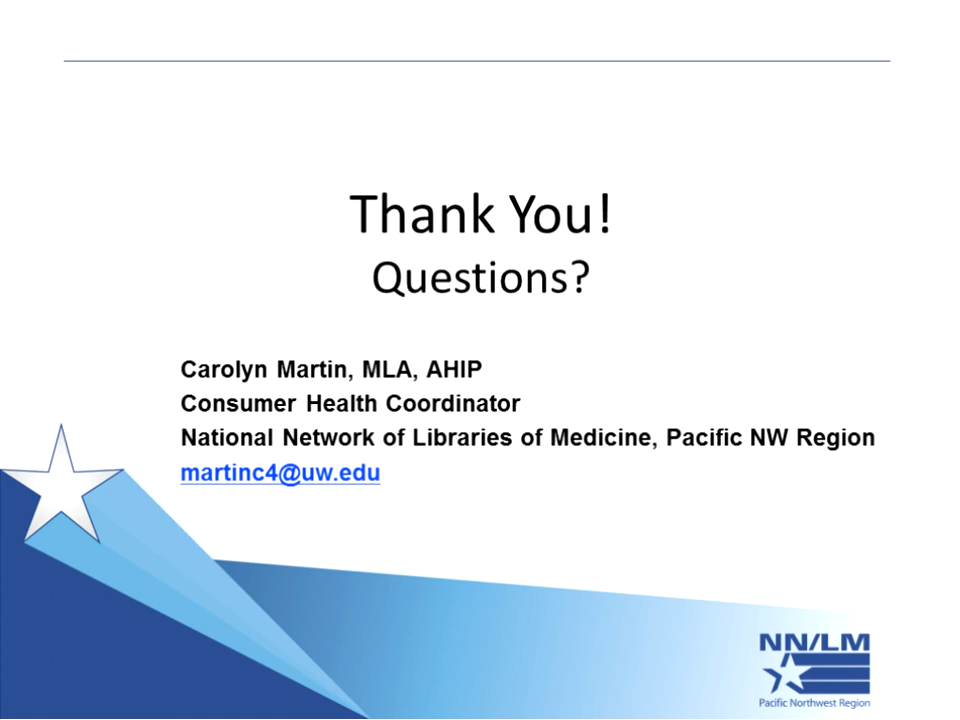 Thank You!
Questions?
Carolyn Martin, MLA, AHIP
Consumer Health Coordinator
National Network of Libraries of Medicine, Pacific NW Region
martinc4@uw.edu
NN/LM
Pacific Northwest Region